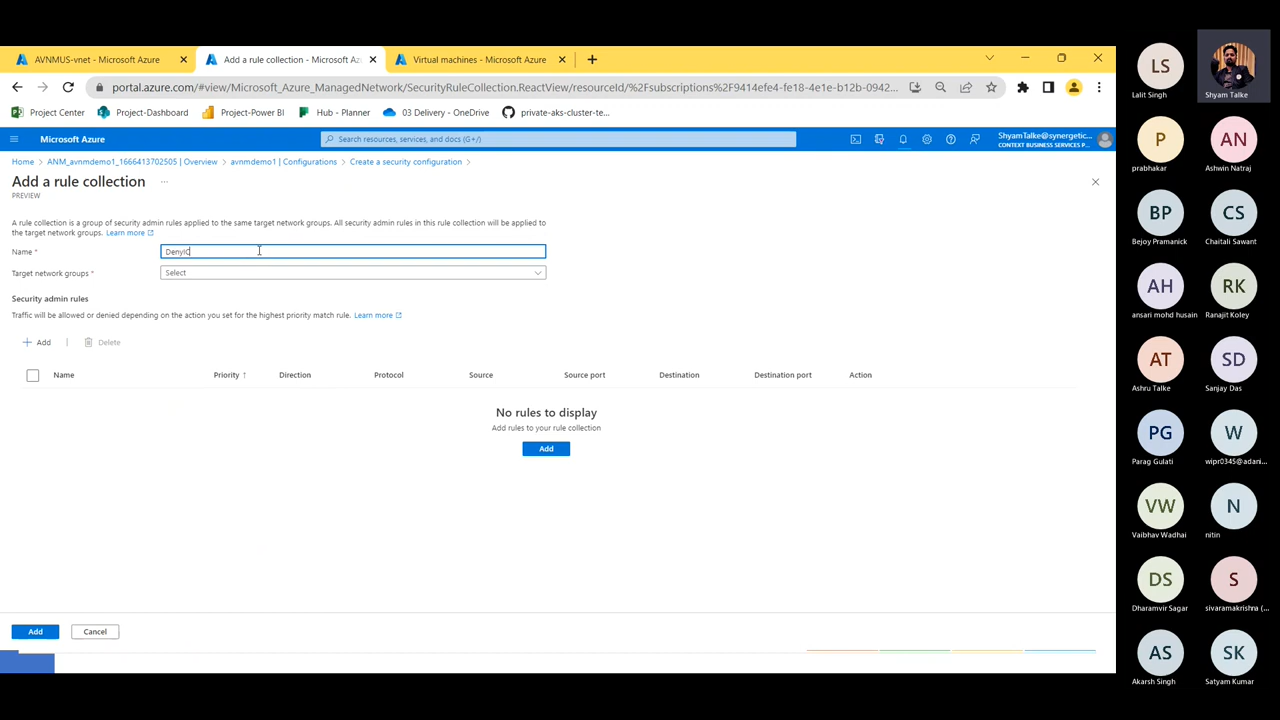 AVNMUS-vnet - Microsoft Azure
Add a rule collection - Microsoft Az
Virtual machines - Microsoft Azure
portal.azure.com/#view/Microsoft_Azure_ManagedNetwork/SecurityRuleCollection.ReactView/resourceId/%2Fsubscriptions%2F9414efe4-fe18-4e1e-b12b-0942...
Project Center
Project-Dashboard
Project-Power BI
Hub - Planner
03 Delivery - OneDrive
private-aks-cluster-te...
Microsoft Azure
Search resources, services, and docs (G+/)
ShyamTalke@synergetic...
CONTEXT BUSINESS SERVICES P...
Home > ANM_avnmdemo1_1666413702505 | Overview > avnmdemo1 | Configurations > Create a security configuration >
Add a rule collection ...
PREVIEW
A rule collection is a group of security admin rules applied to the same target network groups. All security admin rules in this rule collection will be applied to
the target network groups. Learn more
Name *
DenyIC
Target network groups *
Select
Security admin rules
Traffic will be allowed or denied depending on the action you set for the highest priority match rule. Learn more
+ Add | Delete
Name Priority ↑ Direction Protocol Source Source port Destination Destination port Action
No rules to display
Add rules to your rule collection
Add
Add Cancel
LS
Lalit Singh
Shyam Talke
P
prabhakar
AN
Ashwin Natraj
BP
Bejoy Pramanick
CS
Chaitali Sawant
AH
ansari mohd husain
RK
Ranajit Koley
AT
Ashru Talke
SD
Sanjay Das
PG
Parag Gulati
W
wipr0345@adani...
VW
Vaibhav Wadhai
N
nitin
DS
Dharamvir Sagar
S
sivaramakrishna (...
AS
Akarsh Singh
SK
Satyam Kumar